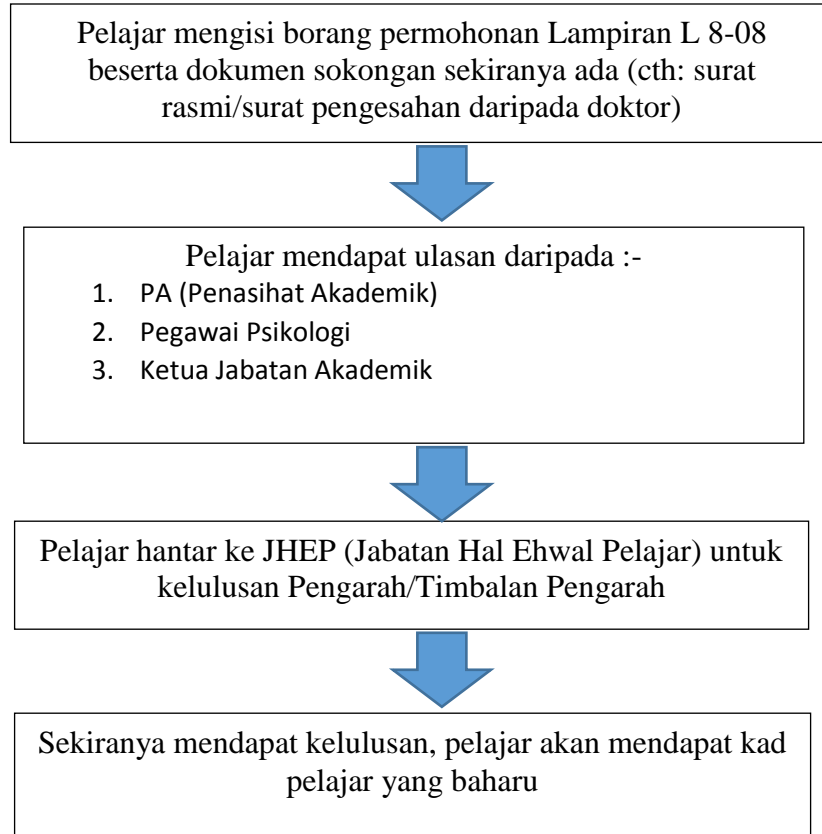 Pelajar mengisi borang permohonan Lampiran L 8-08
beserta dokumen sokongan sekiranya ada (cth: surat
rasmi/surat pengesahan daripada doktor)
Pelajar mendapat ulasan daripada :-
1. PA (Penasihat Akademik)
2. Pegawai Psikologi
3. Ketua Jabatan Akademik
Pelajar hantar ke JHEP (Jabatan Hal Ehwal Pelajar) untuk
kelulusan Pengarah/Timbalan Pengarah
Sekiranya mendapat kelulusan, pelajar akan mendapat kad
pelajar yang baharu